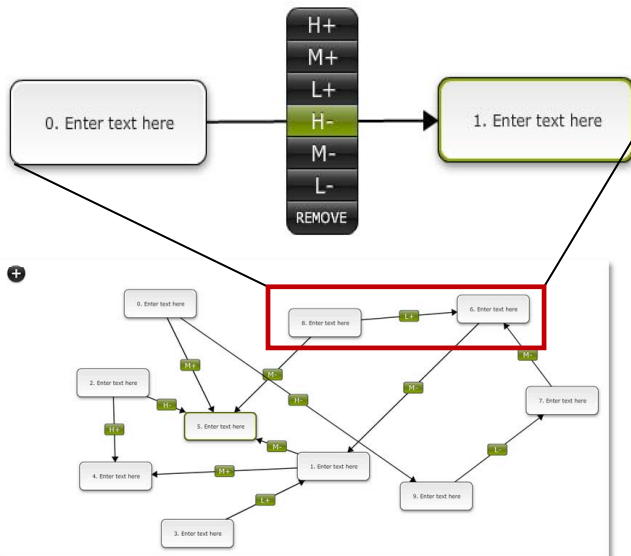 H+
M+
L+
0. Enter text here
H-
1. Enter text here
M-
L-
REMOVE
0. Enter text here
6. Enter text here
8. Enter text here
L+
M+
M-
M-
M-
2. Enter text here
H-
H-
7. Enter text here
5. Enter text here
H+
M-
L-
1. Enter text here
M+
4. Enter text here
9. Enter text here
L+
3. Enter text here